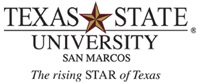 TEXAS STATE®
UNIVERSITY
SAN MARCOS
The rising STAR of Texas